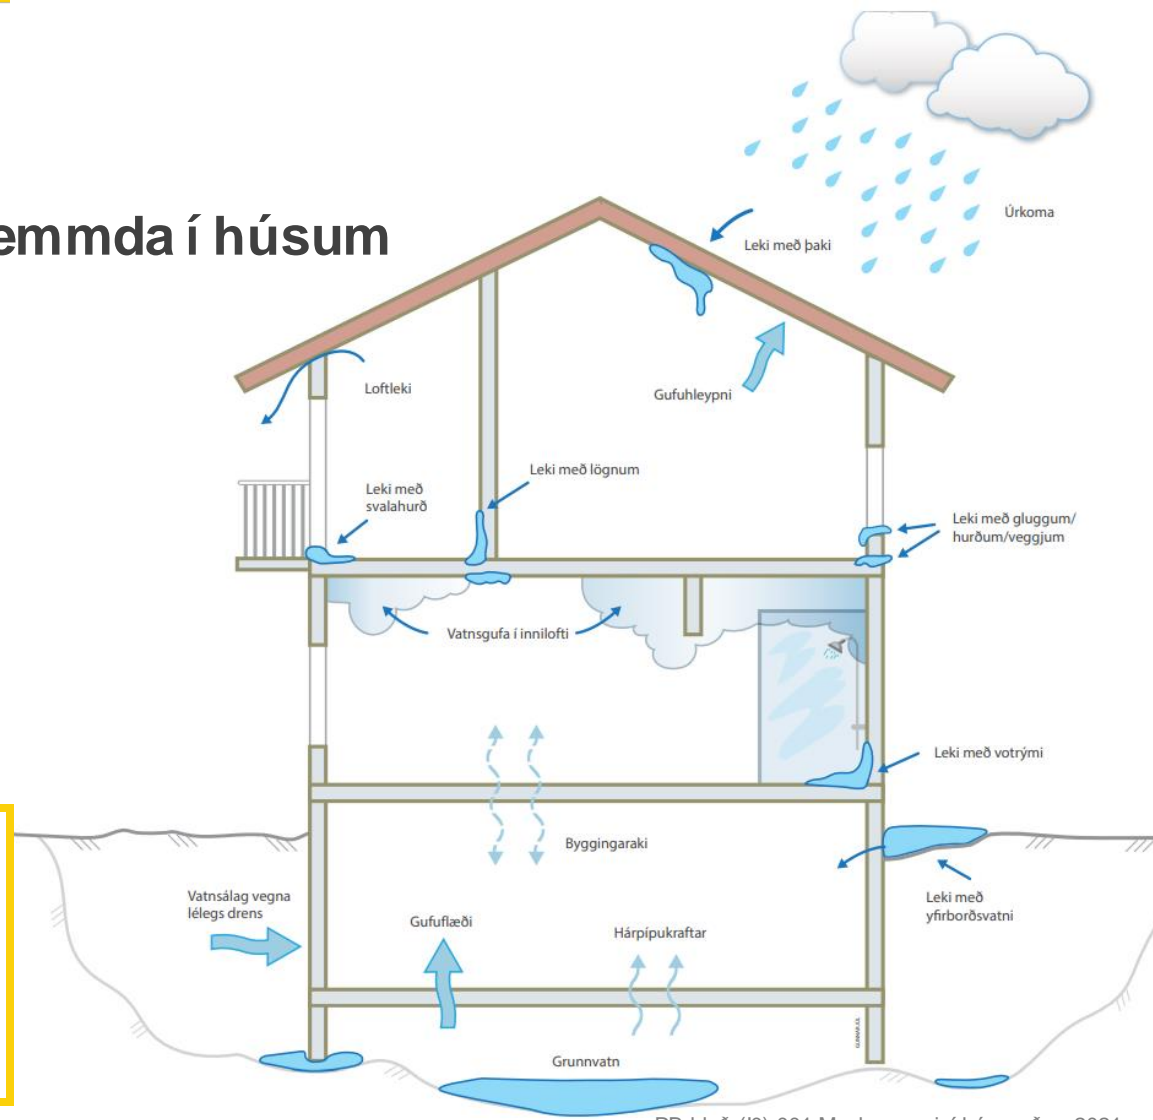 emmda í húsum
Úrkoma
Leki með þaki
Loftleki
Gufuhleypni
Leki með lögnum
Leki með
svalahurð
Leki með gluggum/
hurðum/veggjum
Vatnsgufa í innilofti
Leki með votrými
Byggingaraki
Vatnsálag vegna
lélegs drens
Gufuflæði
Hárpípukraftar
Leki með
yfirborðsvatni
Grunnvatn